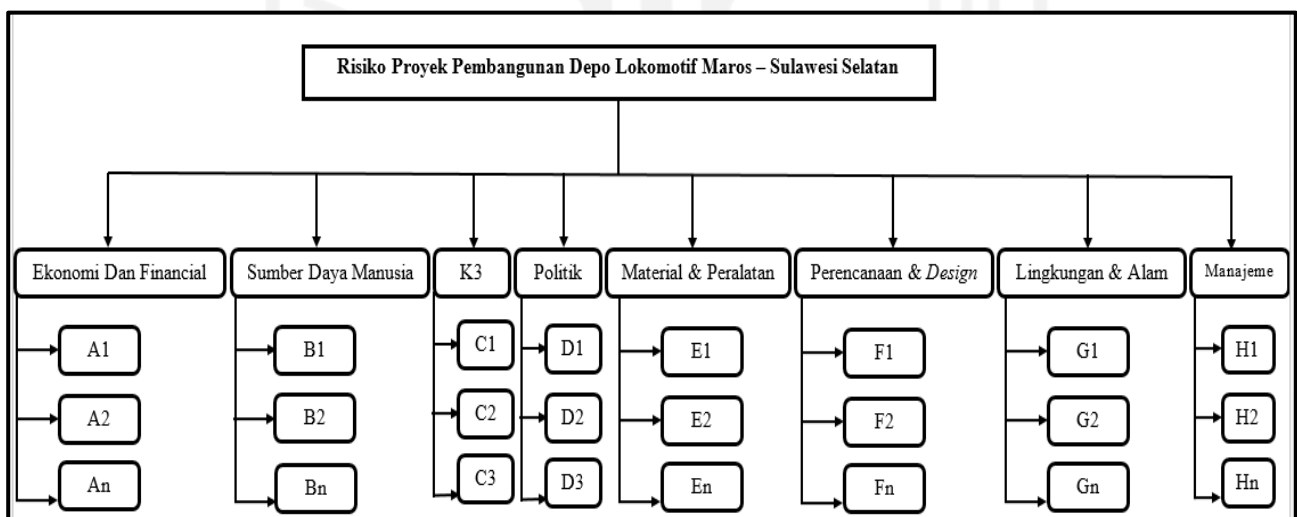 Risiko Proyek Pembangunan Depo Lokomotif Maros – Sulawesi Selatan
Ekonomi Dan Financial
Sumber Daya Manusia
K3
Politik
Material & Peralatan
Perencanaan & Design
Lingkungan & Alam
Manajeme
A1
B1
C1
D1
E1
F1
G1
H1
A2
B2
C2
D2
E2
F2
G2
H2
An
Bn
C3
D3
En
Fn
Gn
Hn